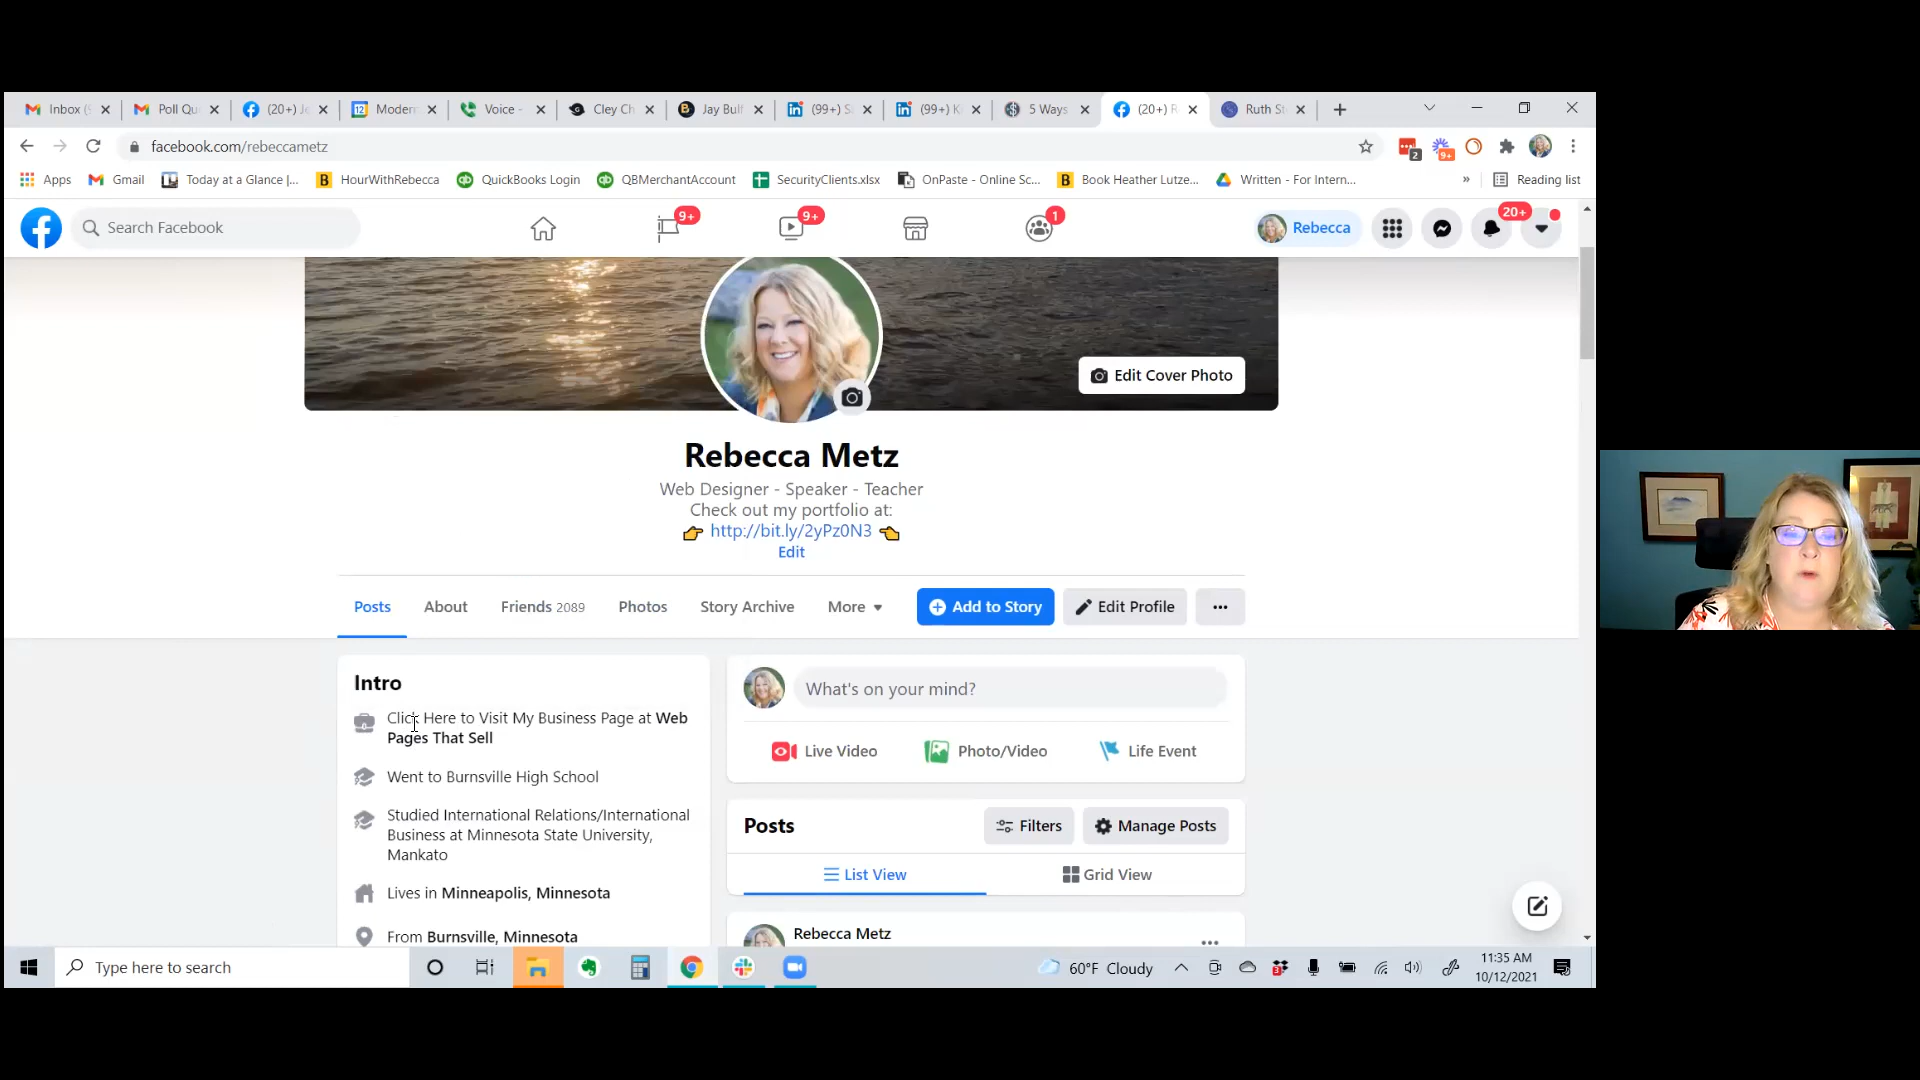 Inbox (
Poll Qu
(20+) J
Modern
Voice -
Cley Ch
Jay Bull
(99+) S
(99+) K
5 Ways
(20+) R
Ruth St
facebook.com/rebeccametz
2
9+
Apps
Gmail
Today at a Glance |...
HourWithRebecca
QuickBooks Login
QBMerchantAccount
SecurityClients.xlsx
OnPaste - Online Sc...
Book Heather Lutze...
Written - For Intern...
»
Reading list
Search Facebook
9+
9+
1
Rebecca
20+
Edit Cover Photo
Rebecca Metz
Web Designer - Speaker - Teacher
Check out my portfolio at:
👉 http://bit.ly/2yPz0N3 👈
Edit
Posts
About
Friends 2089
Photos
Story Archive
More
Add to Story
Edit Profile
Intro
Click Here to Visit My Business Page at Web
Pages That Sell
Went to Burnsville High School
Studied International Relations/International
Business at Minnesota State University,
Mankato
Lives in Minneapolis, Minnesota
From Burnsville, Minnesota
What's on your mind?
Live Video
Photo/Video
Life Event
Posts
Filters
Manage Posts
List View
Grid View
Rebecca Metz
Type here to search
60°F Cloudy
11:35 AM
10/12/2021